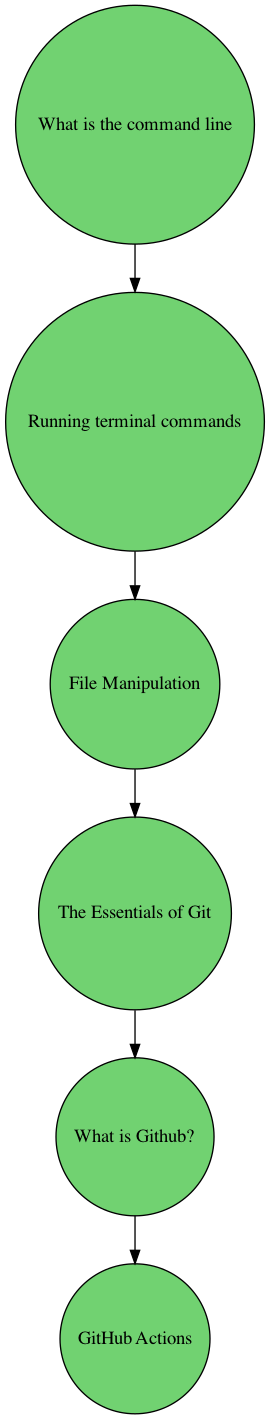 What is the command line
Running terminal commands
File Manipulation
The Essentials of Git
What is Github?
GitHub Actions